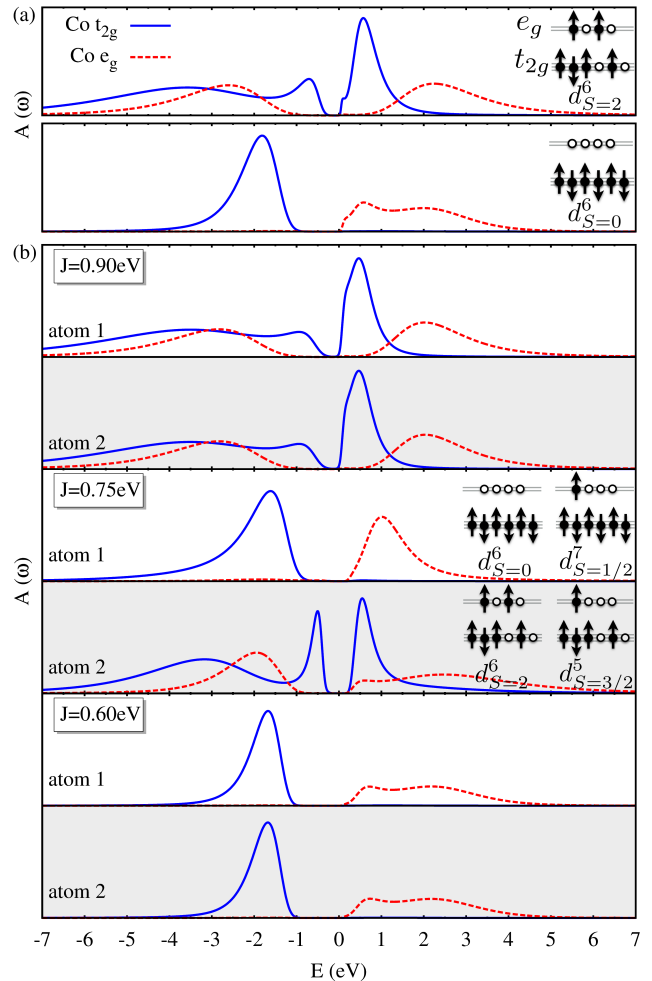 (a)
Co t2g
Co eg
eg
t2g
d6S=2
A (ω)
d6S=0
(b)
J=0.90eV
atom 1
atom 2
J=0.75eV
atom 1
d6S=0 d7S=1/2
A (ω)
atom 2
d6S=2 d5S=3/2
J=0.60eV
atom 1
atom 2
-7 -6 -5 -4 -3 -2 -1 0 1 2 3 4 5 6 7
E (eV)